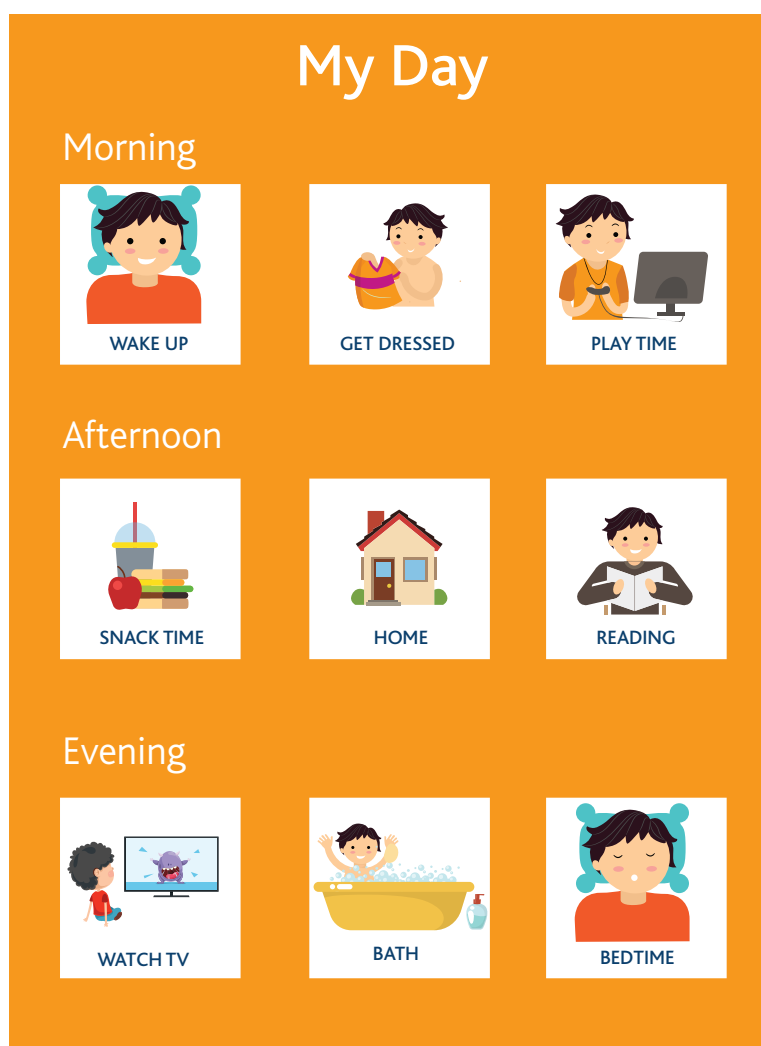 My Day
Morning
WAKE UP
GET DRESSED
PLAY TIME
Afternoon
SNACK TIME
HOME
READING
Evening
WATCH TV
BATH
BEDTIME